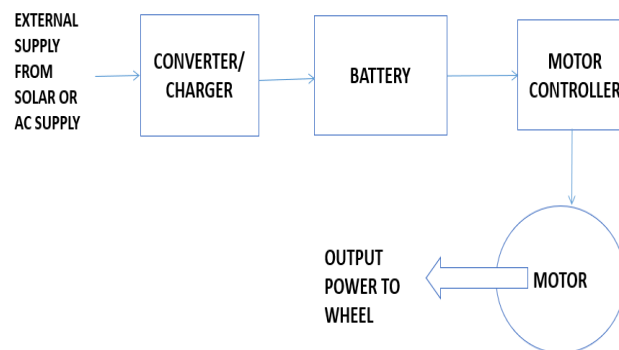 EXTERNAL
SUPPLY
FROM
SOLAR OR
AC SUPPLY
CONVERTER/
CHARGER
BATTERY
MOTOR
CONTROLLER
OUTPUT
POWER TO
WHEEL
MOTOR